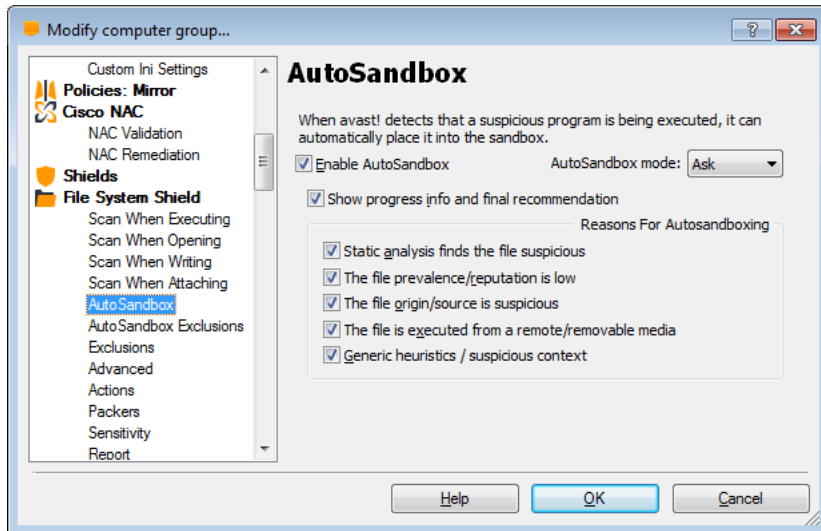 Modify computer group...
Custom Ini Settings
Policies: Mirror
Cisco NAC
NAC Validation
NAC Remediation
Shields
File System Shield
Scan When Executing
Scan When Opening
Scan When Writing
Scan When Attaching
AutoSandbox
AutoSandbox Exclusions
Exclusions
Advanced
Actions
Packers
Sensitivity
Report
AutoSandbox
When avast! detects that a suspicious program is being executed, it can
automatically place it into the sandbox.
Enable AutoSandbox
AutoSandbox mode: Ask
Show progress info and final recommendation
Reasons For Autosandboxing
Static analysis finds the file suspicious
The file prevalence/reputation is low
The file origin/source is suspicious
The file is executed from a remote/removable media
Generic heuristics / suspicious context
Help
OK
Cancel